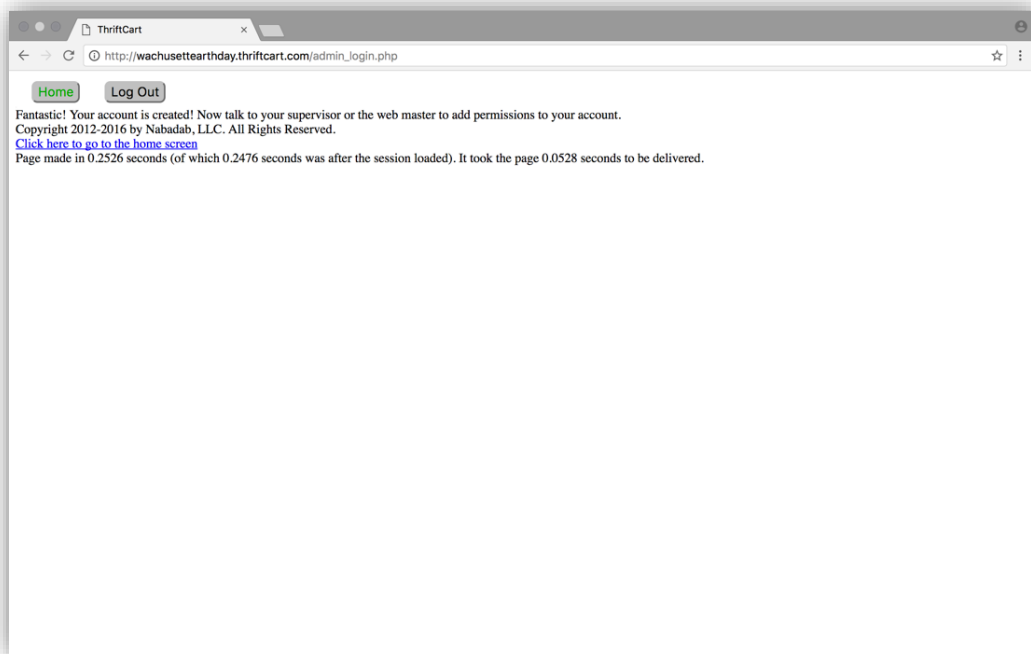 ThriftCart
http://wachusettearthday.thriftcart.com/admin_login.php
Home Log Out
Fantastic! Your account is created! Now talk to your supervisor or the web master to add permissions to your account.
Copyright 2012-2016 by Nabadab, LLC. All Rights Reserved.
Click here to go to the home screen
Page made in 0.2526 seconds (of which 0.2476 seconds was after the session loaded). It took the page 0.0528 seconds to be delivered.